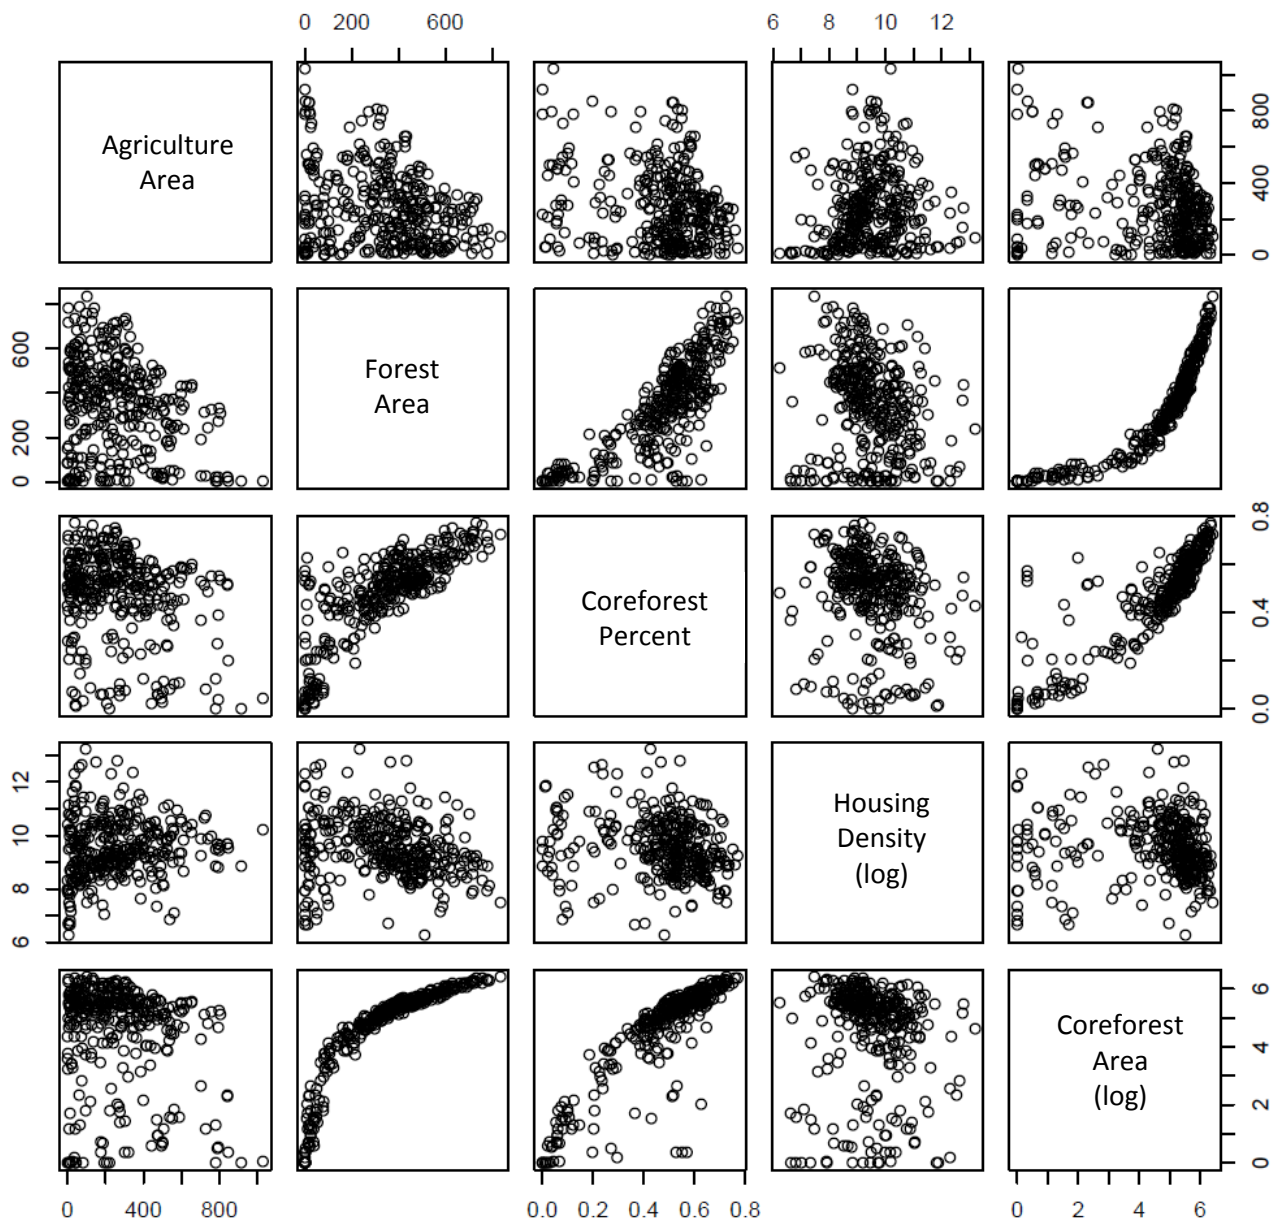 0 200 600 6 8 10 12
Agriculture
Area
0 400 800
Forest
Area
0 200 600
Coreforest
Percent
0.0 0.4 0.8
Housing
Density
(log)
6 8 10 12
Coreforest
Area
(log)
0 2 4 6
0 400 800 0.0 0.2 0.4 0.6 0.8 0 2 4 6